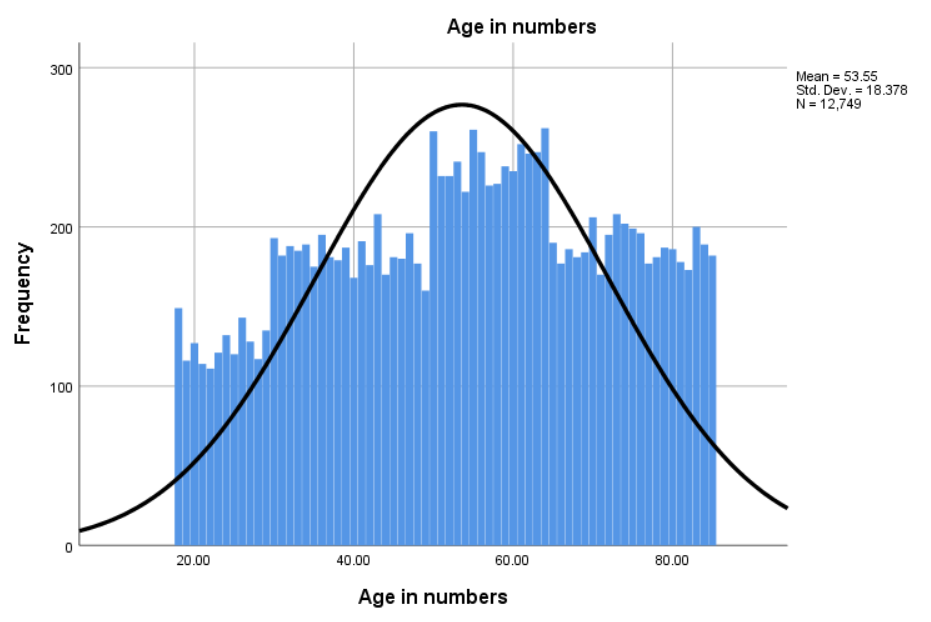 Age in numbers
Mean = 53.55
Std. Dev. = 18.378
N = 12,749
300
200
100
0
Frequency
20.00 40.00 60.00 80.00
Age in numbers